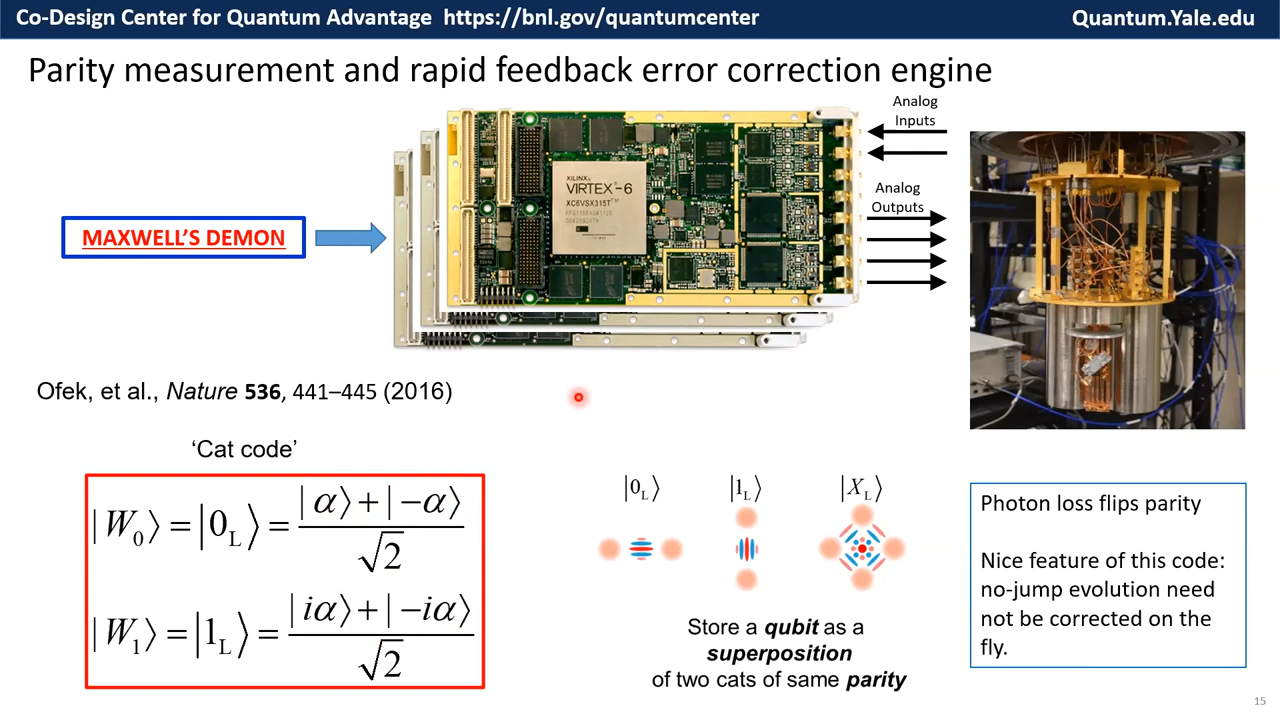 Co-Design Center for Quantum Advantage https://bnl.gov/quantumcenter
Quantum.Yale.edu
Parity measurement and rapid feedback error correction engine
Analog
Inputs
Analog
Outputs
MAXWELL'S DEMON
XILINX®
VIRTEX®-6
XC6VSX315T™
Ofek, et al., Nature 536, 441–445 (2016)
'Cat code'
|W₀⟩ = |0_L⟩ = (|α⟩ + |−α⟩)/√2
|W₁⟩ = |1_L⟩ = (|iα⟩ + |−iα⟩)/√2
|0_L⟩ |1_L⟩ |X_L⟩
Store a qubit as a
superposition
of two cats of same parity
Photon loss flips parity
Nice feature of this code:
no-jump evolution need
not be corrected on the
fly.
15